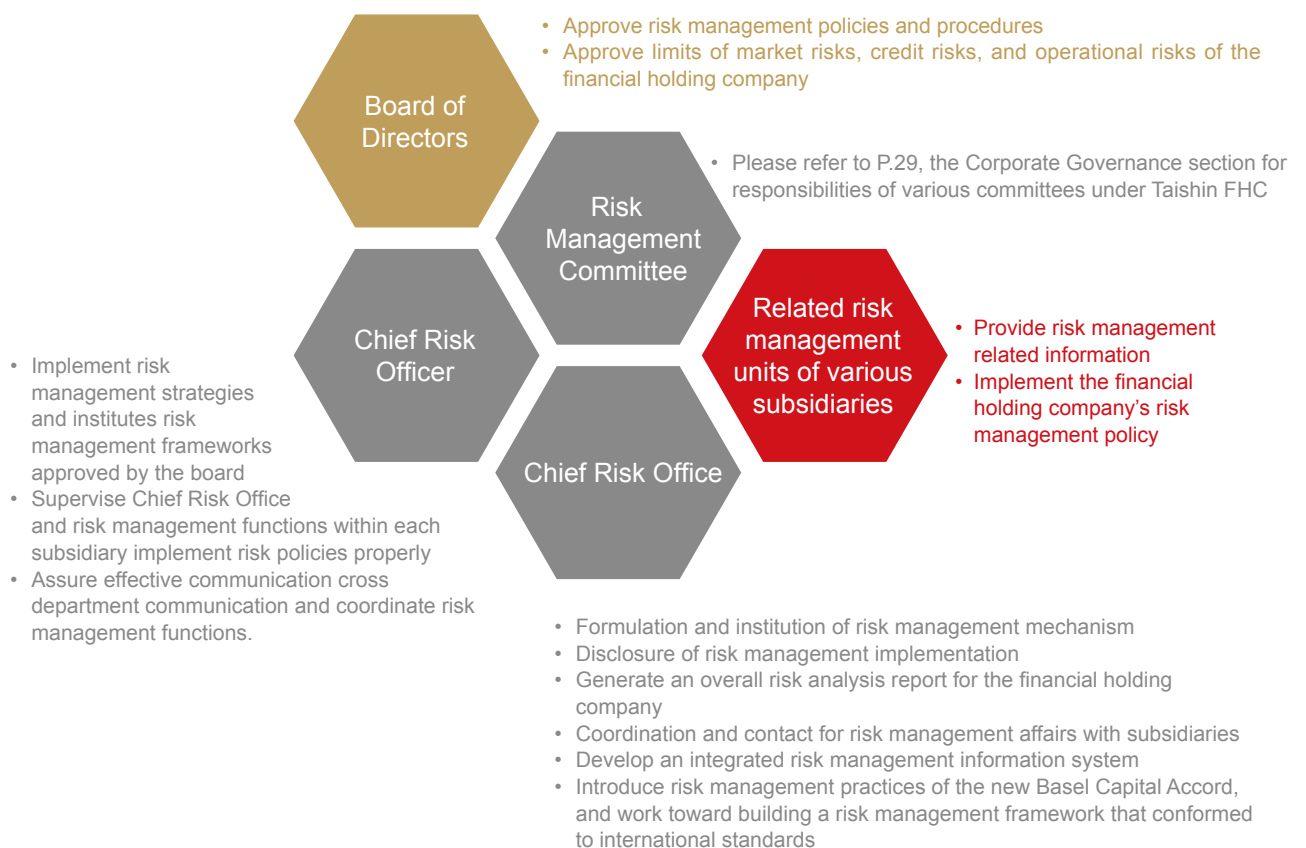 • Approve risk management policies and procedures
• Approve limits of market risks, credit risks, and operational risks of the
financial holding company
Board of
Directors
• Please refer to P.29, the Corporate Governance section for
responsibilities of various committees under Taishin FHC
Risk
Management
Committee
Related risk
management
units of various
subsidiaries
• Provide risk management
related information
• Implement the financial
holding company’s risk
management policy
Chief Risk
Officer
• Implement risk
management strategies
and institutes risk
management frameworks
approved by the board
• Supervise Chief Risk Office
and risk management functions within each
subsidiary implement risk policies properly
• Assure effective communication cross
department communication and coordinate risk
management functions.
Chief Risk Office
• Formulation and institution of risk management mechanism
• Disclosure of risk management implementation
• Generate an overall risk analysis report for the financial holding
company
• Coordination and contact for risk management affairs with subsidiaries
• Develop an integrated risk management information system
• Introduce risk management practices of the new Basel Capital Accord,
and work toward building a risk management framework that conformed
to international standards